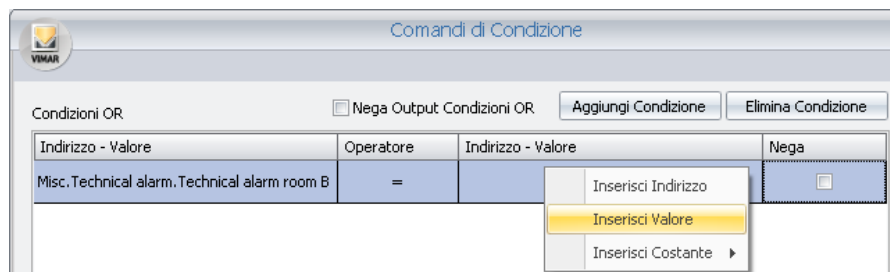 Comandi di Condizione
VIMAR
Condizioni OR Nega Output Condizioni OR Aggiungi Condizione Elimina Condizione
Indirizzo - Valore Operatore Indirizzo - Valore Nega
Misc.Technical alarm.Technical alarm room B =
Inserisci Indirizzo
Inserisci Valore
Inserisci Costante